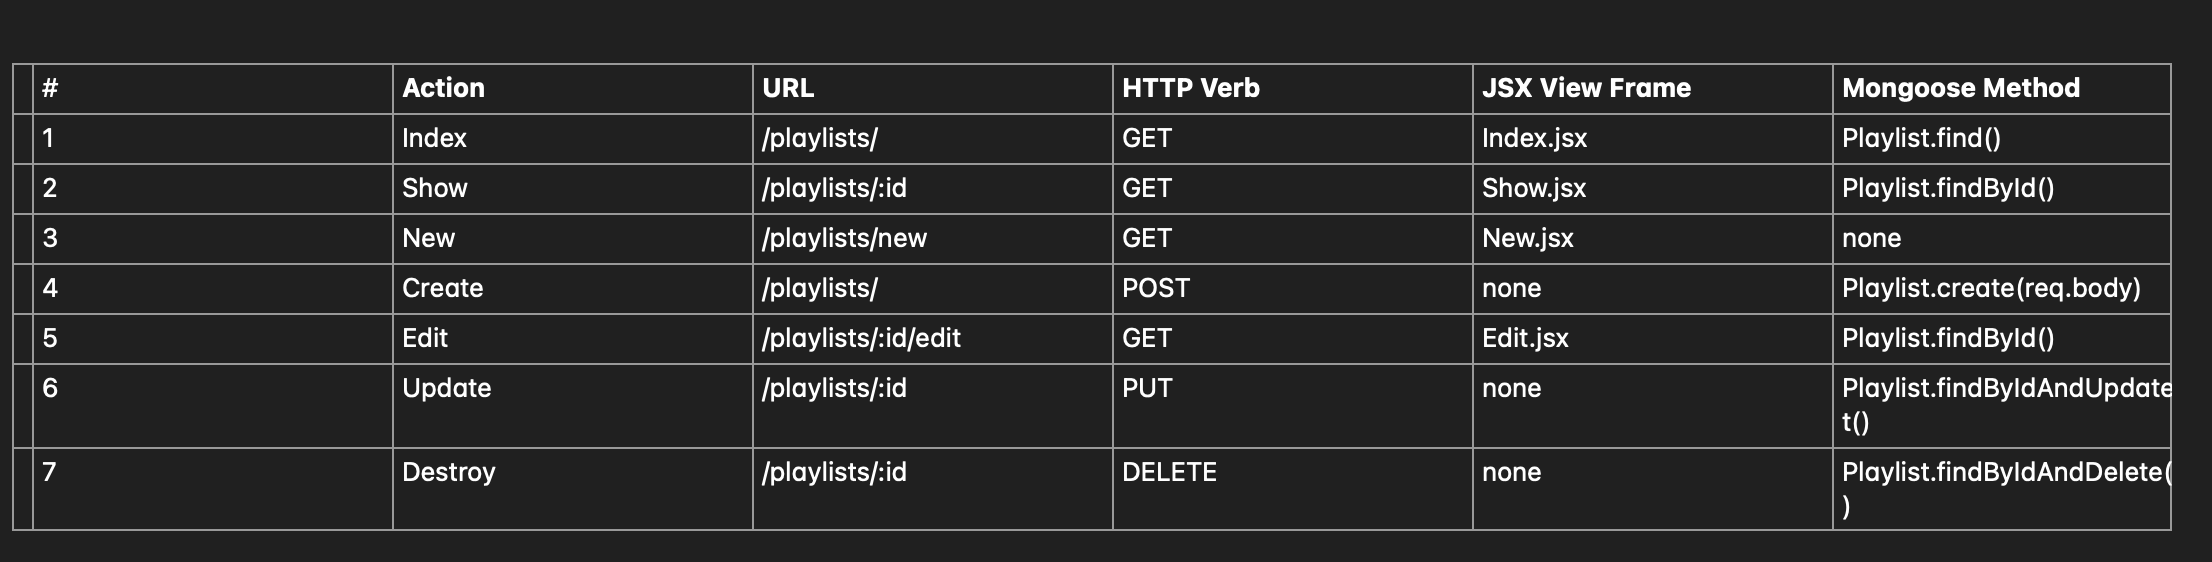 # Action URL HTTP Verb JSX View Frame Mongoose Method
1 Index /playlists/ GET Index.jsx Playlist.find()
2 Show /playlists/:id GET Show.jsx Playlist.findById()
3 New /playlists/new GET New.jsx none
4 Create /playlists/ POST none Playlist.create(req.body)
5 Edit /playlists/:id/edit GET Edit.jsx Playlist.findById()
6 Update /playlists/:id PUT none Playlist.findByIdAndUpdate
t()
7 Destroy /playlists/:id DELETE none Playlist.findByIdAndDelete(
)